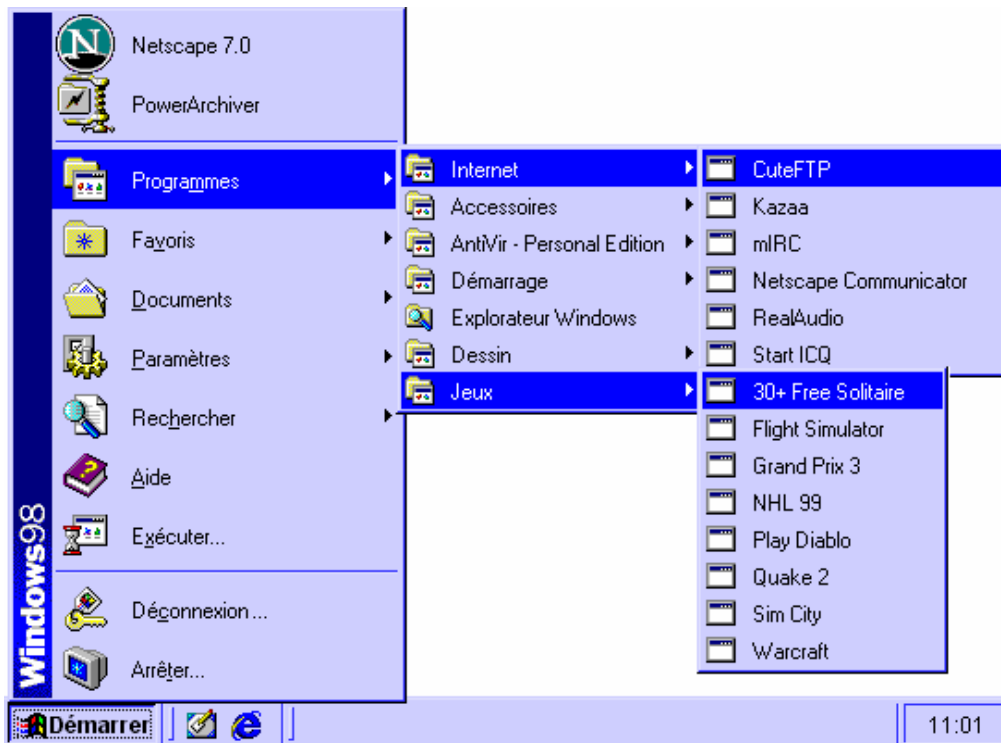 Netscape 7.0
PowerArchiver
Programmes
Favoris
Documents
Paramètres
Rechercher
Aide
Exécuter...
Déconnexion...
Arrêter...
Windows98
Internet
Accessoires
AntiVir - Personal Edition
Démarrage
Explorateur Windows
Dessin
Jeux
CuteFTP
Kazaa
mIRC
Netscape Communicator
RealAudio
Start ICQ
30+ Free Solitaire
Flight Simulator
Grand Prix 3
NHL 99
Play Diablo
Quake 2
Sim City
Warcraft
Démarrer
11:01